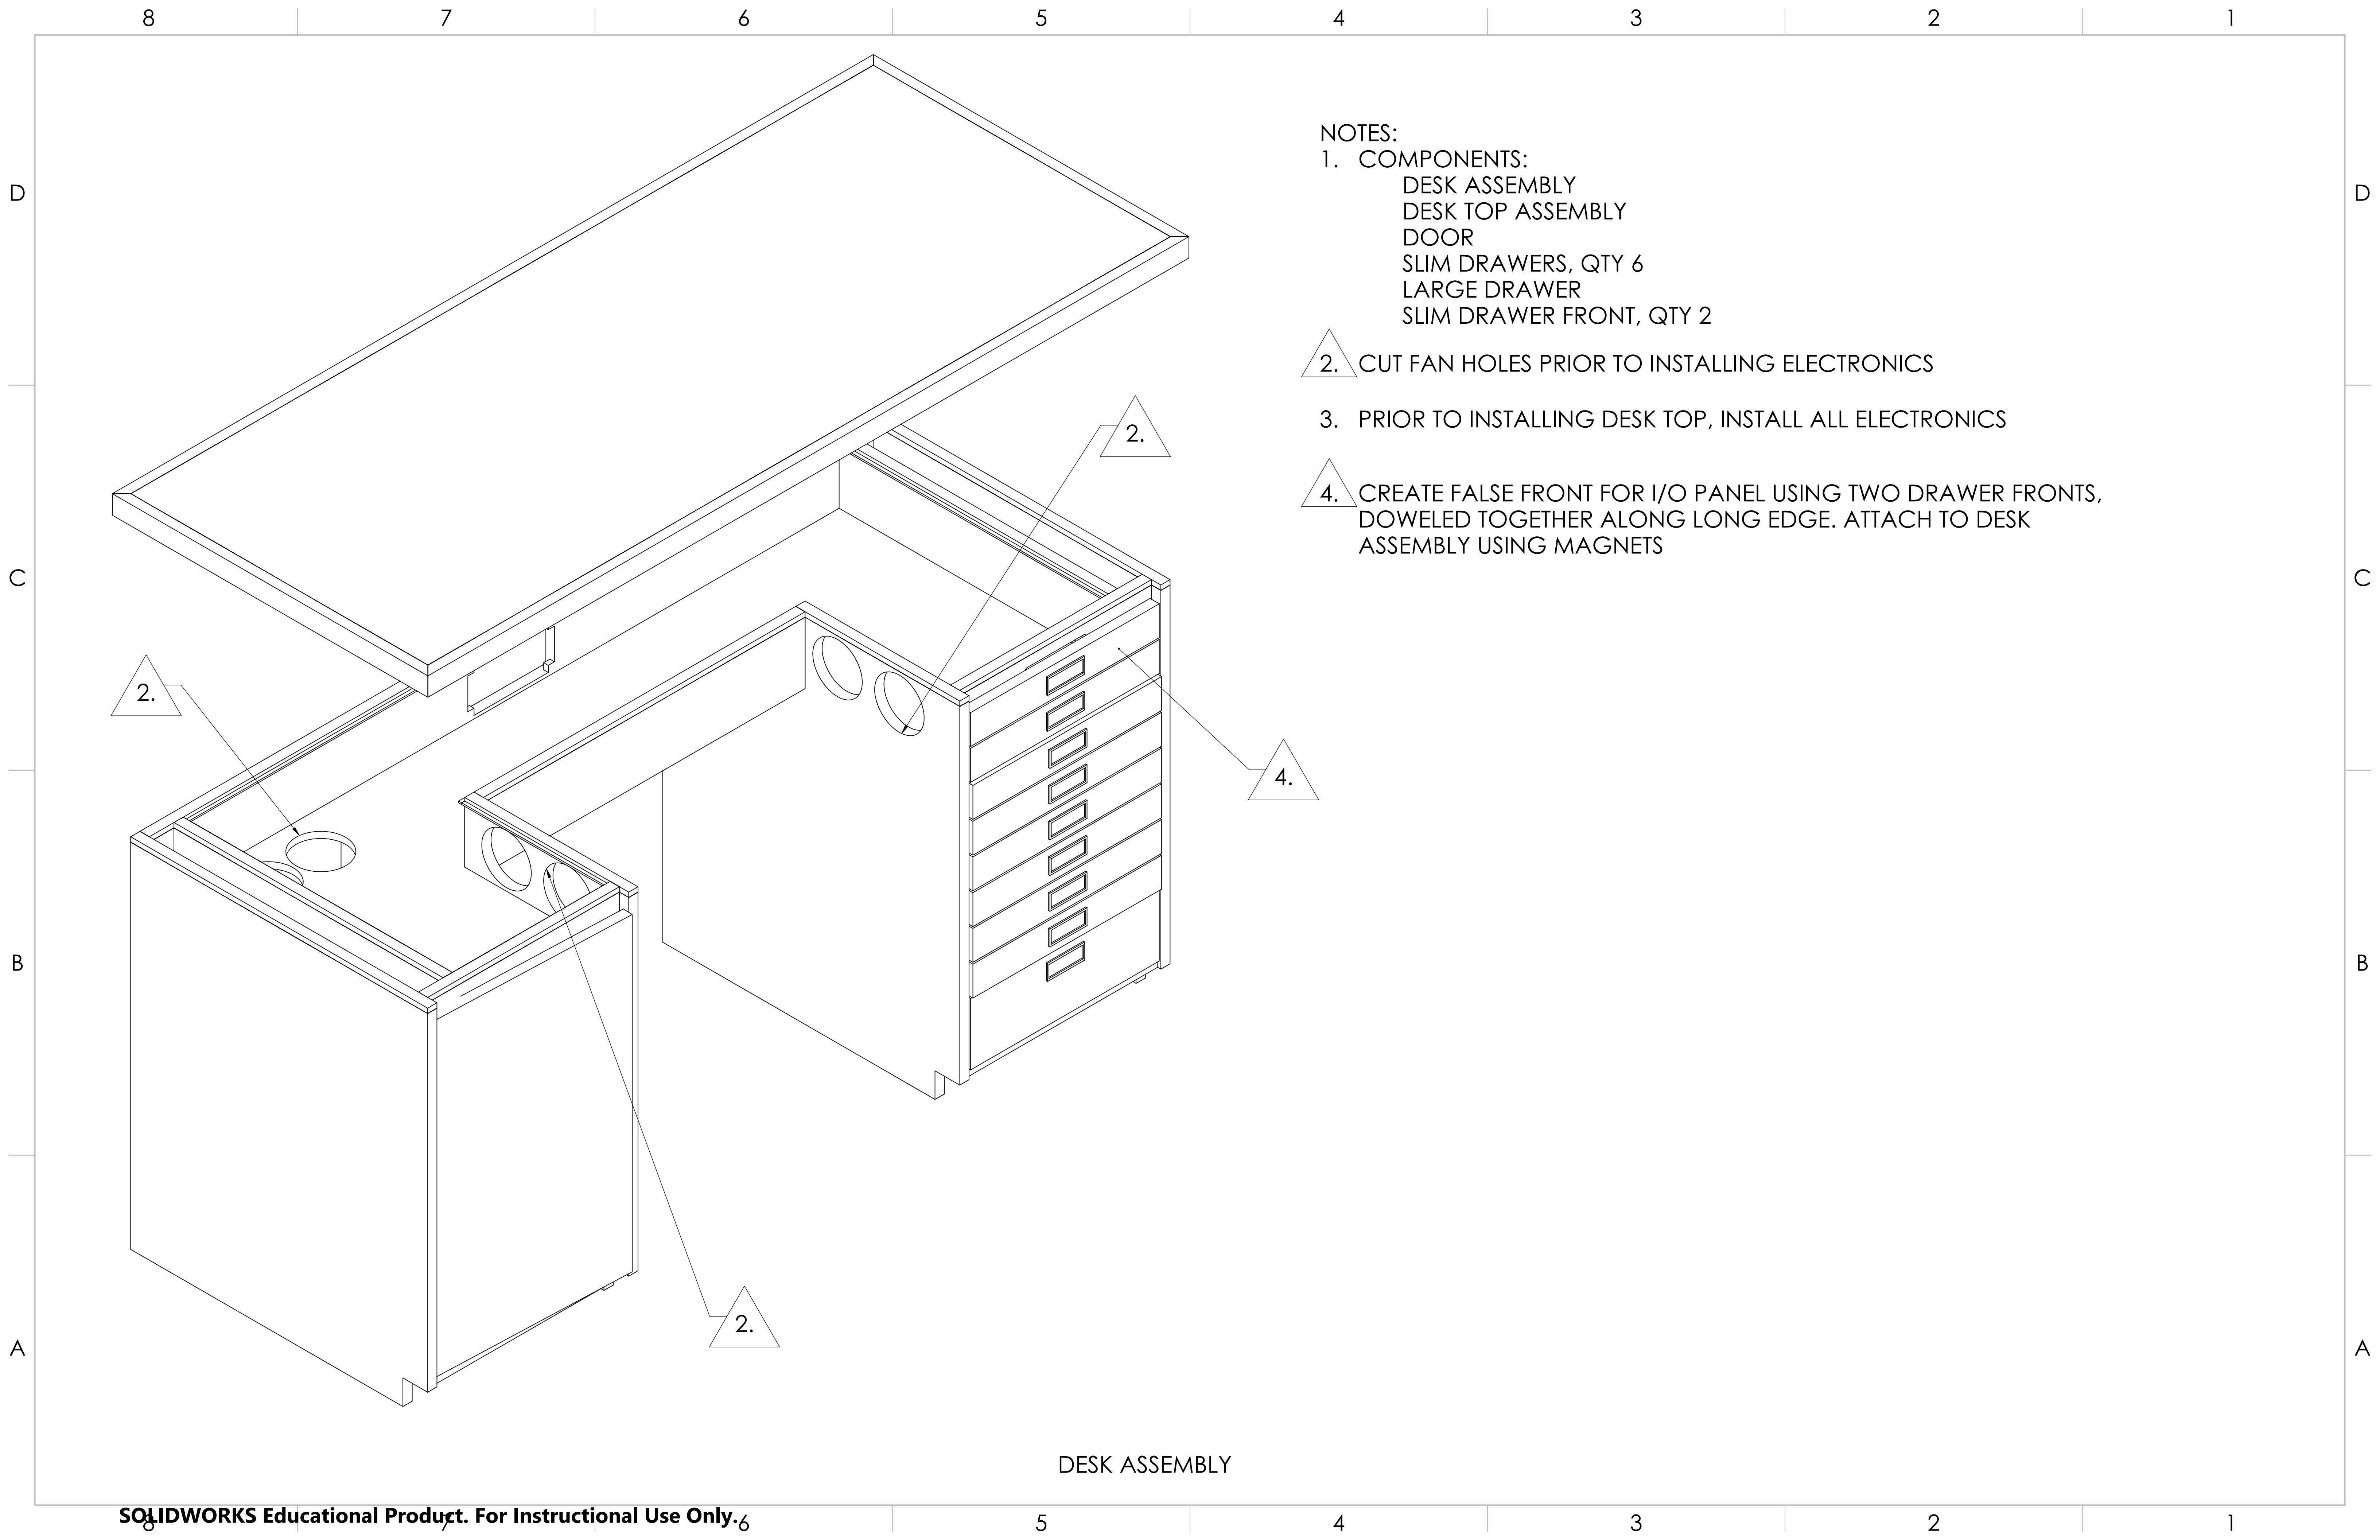 8 7 6 5 4 3 2 1
D D
NOTES:
1. COMPONENTS:
DESK ASSEMBLY
DESK TOP ASSEMBLY
DOOR
SLIM DRAWERS, QTY 6
LARGE DRAWER
SLIM DRAWER FRONT, QTY 2
2. CUT FAN HOLES PRIOR TO INSTALLING ELECTRONICS
3. PRIOR TO INSTALLING DESK TOP, INSTALL ALL ELECTRONICS
4. CREATE FALSE FRONT FOR I/O PANEL USING TWO DRAWER FRONTS,
DOWELED TOGETHER ALONG LONG EDGE. ATTACH TO DESK
ASSEMBLY USING MAGNETS
2.
C C
2.
4.
B B
2.
A A
DESK ASSEMBLY
SOLIDWORKS Educational Product. For Instructional Use Only.
8 7 6 5 4 3 2 1